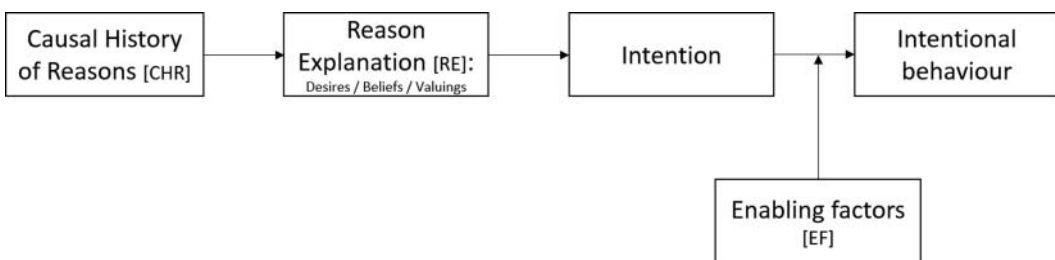 Causal History
of Reasons [CHR]
Reason
Explanation [RE]:
Desires / Beliefs / Valuings
Intention
Intentional
behaviour
Enabling factors
[EF]